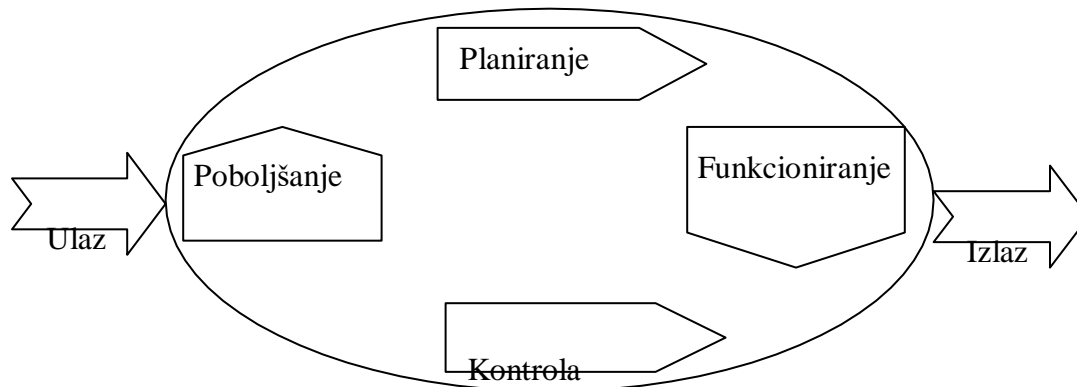 Planiranje
Poboljšanje
Funkcioniranje
Ulaz
Izlaz
Kontrola